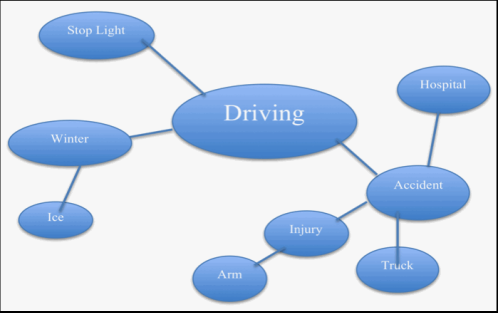 Stop Light
Driving
Hospital
Winter
Accident
Ice
Injury
Arm
Truck